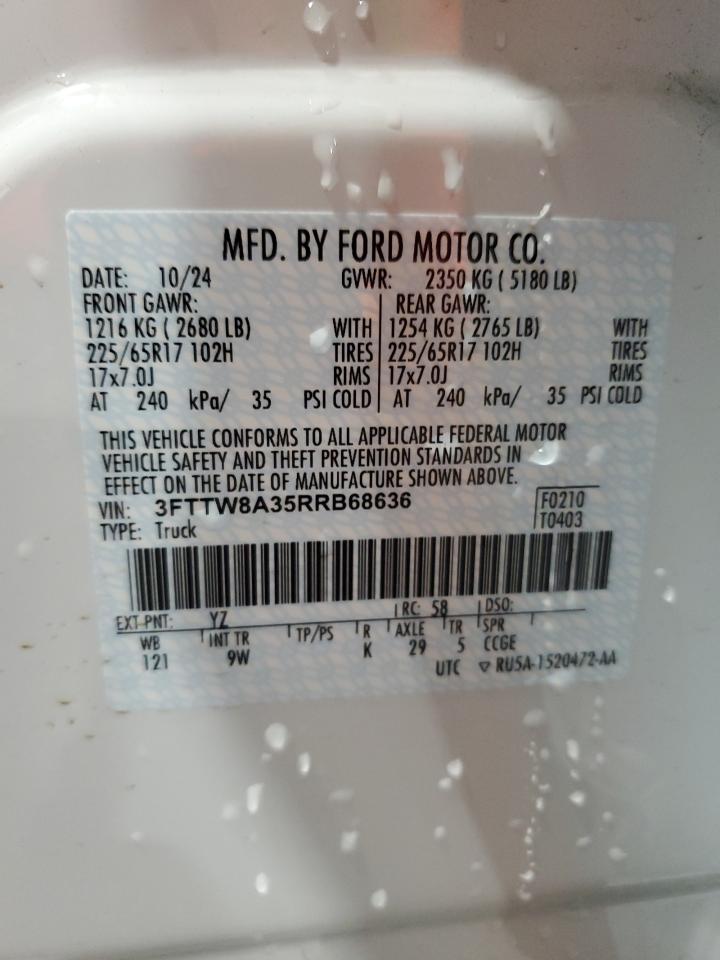 MFD. BY FORD MOTOR CO.
DATE: 10/24 GVWR: 2350 KG ( 5180 LB)
FRONT GAWR: REAR GAWR:
1216 KG ( 2680 LB) WITH 1254 KG ( 2765 LB) WITH
225/65R17 102H TIRES 225/65R17 102H TIRES
17x7.0J RIMS 17x7.0J RIMS
AT 240 kPa/ 35 PSI COLD AT 240 kPa/ 35 PSI COLD
THIS VEHICLE CONFORMS TO ALL APPLICABLE FEDERAL MOTOR
VEHICLE SAFETY AND THEFT PREVENTION STANDARDS IN
EFFECT ON THE DATE OF MANUFACTURE SHOWN ABOVE.
VIN: 3FTTW8A35RRB68636 F0210
TYPE: Truck T0403
EXT PNT: YZ RC: 58 DSO:
WB INT TR TP/PS R AXLE TR SPR
121 9W K 29 5 CCGE
UTC ▽ RU5A-1520472-AA